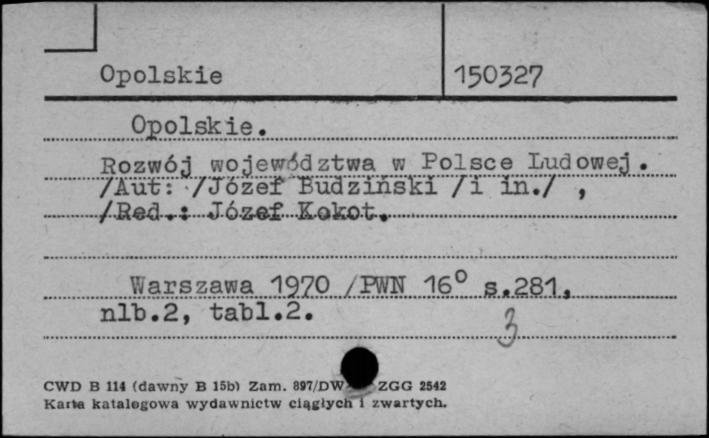 Opolskie 150327
Opolskie.
Rozwój województwa w Polsce Ludowej.
/Aut: /Józef Budziński /i in./ ,
/Red.: Józef Kokot.
Warszawa 1970 /PWN 16° s.281,
nlb.2, tabl.2.
3
CWD B 114 (dawny B 15b) Zam. 897/DW ZGG 2542
Karta katalogowa wydawnictw ciągłych i zwartych.